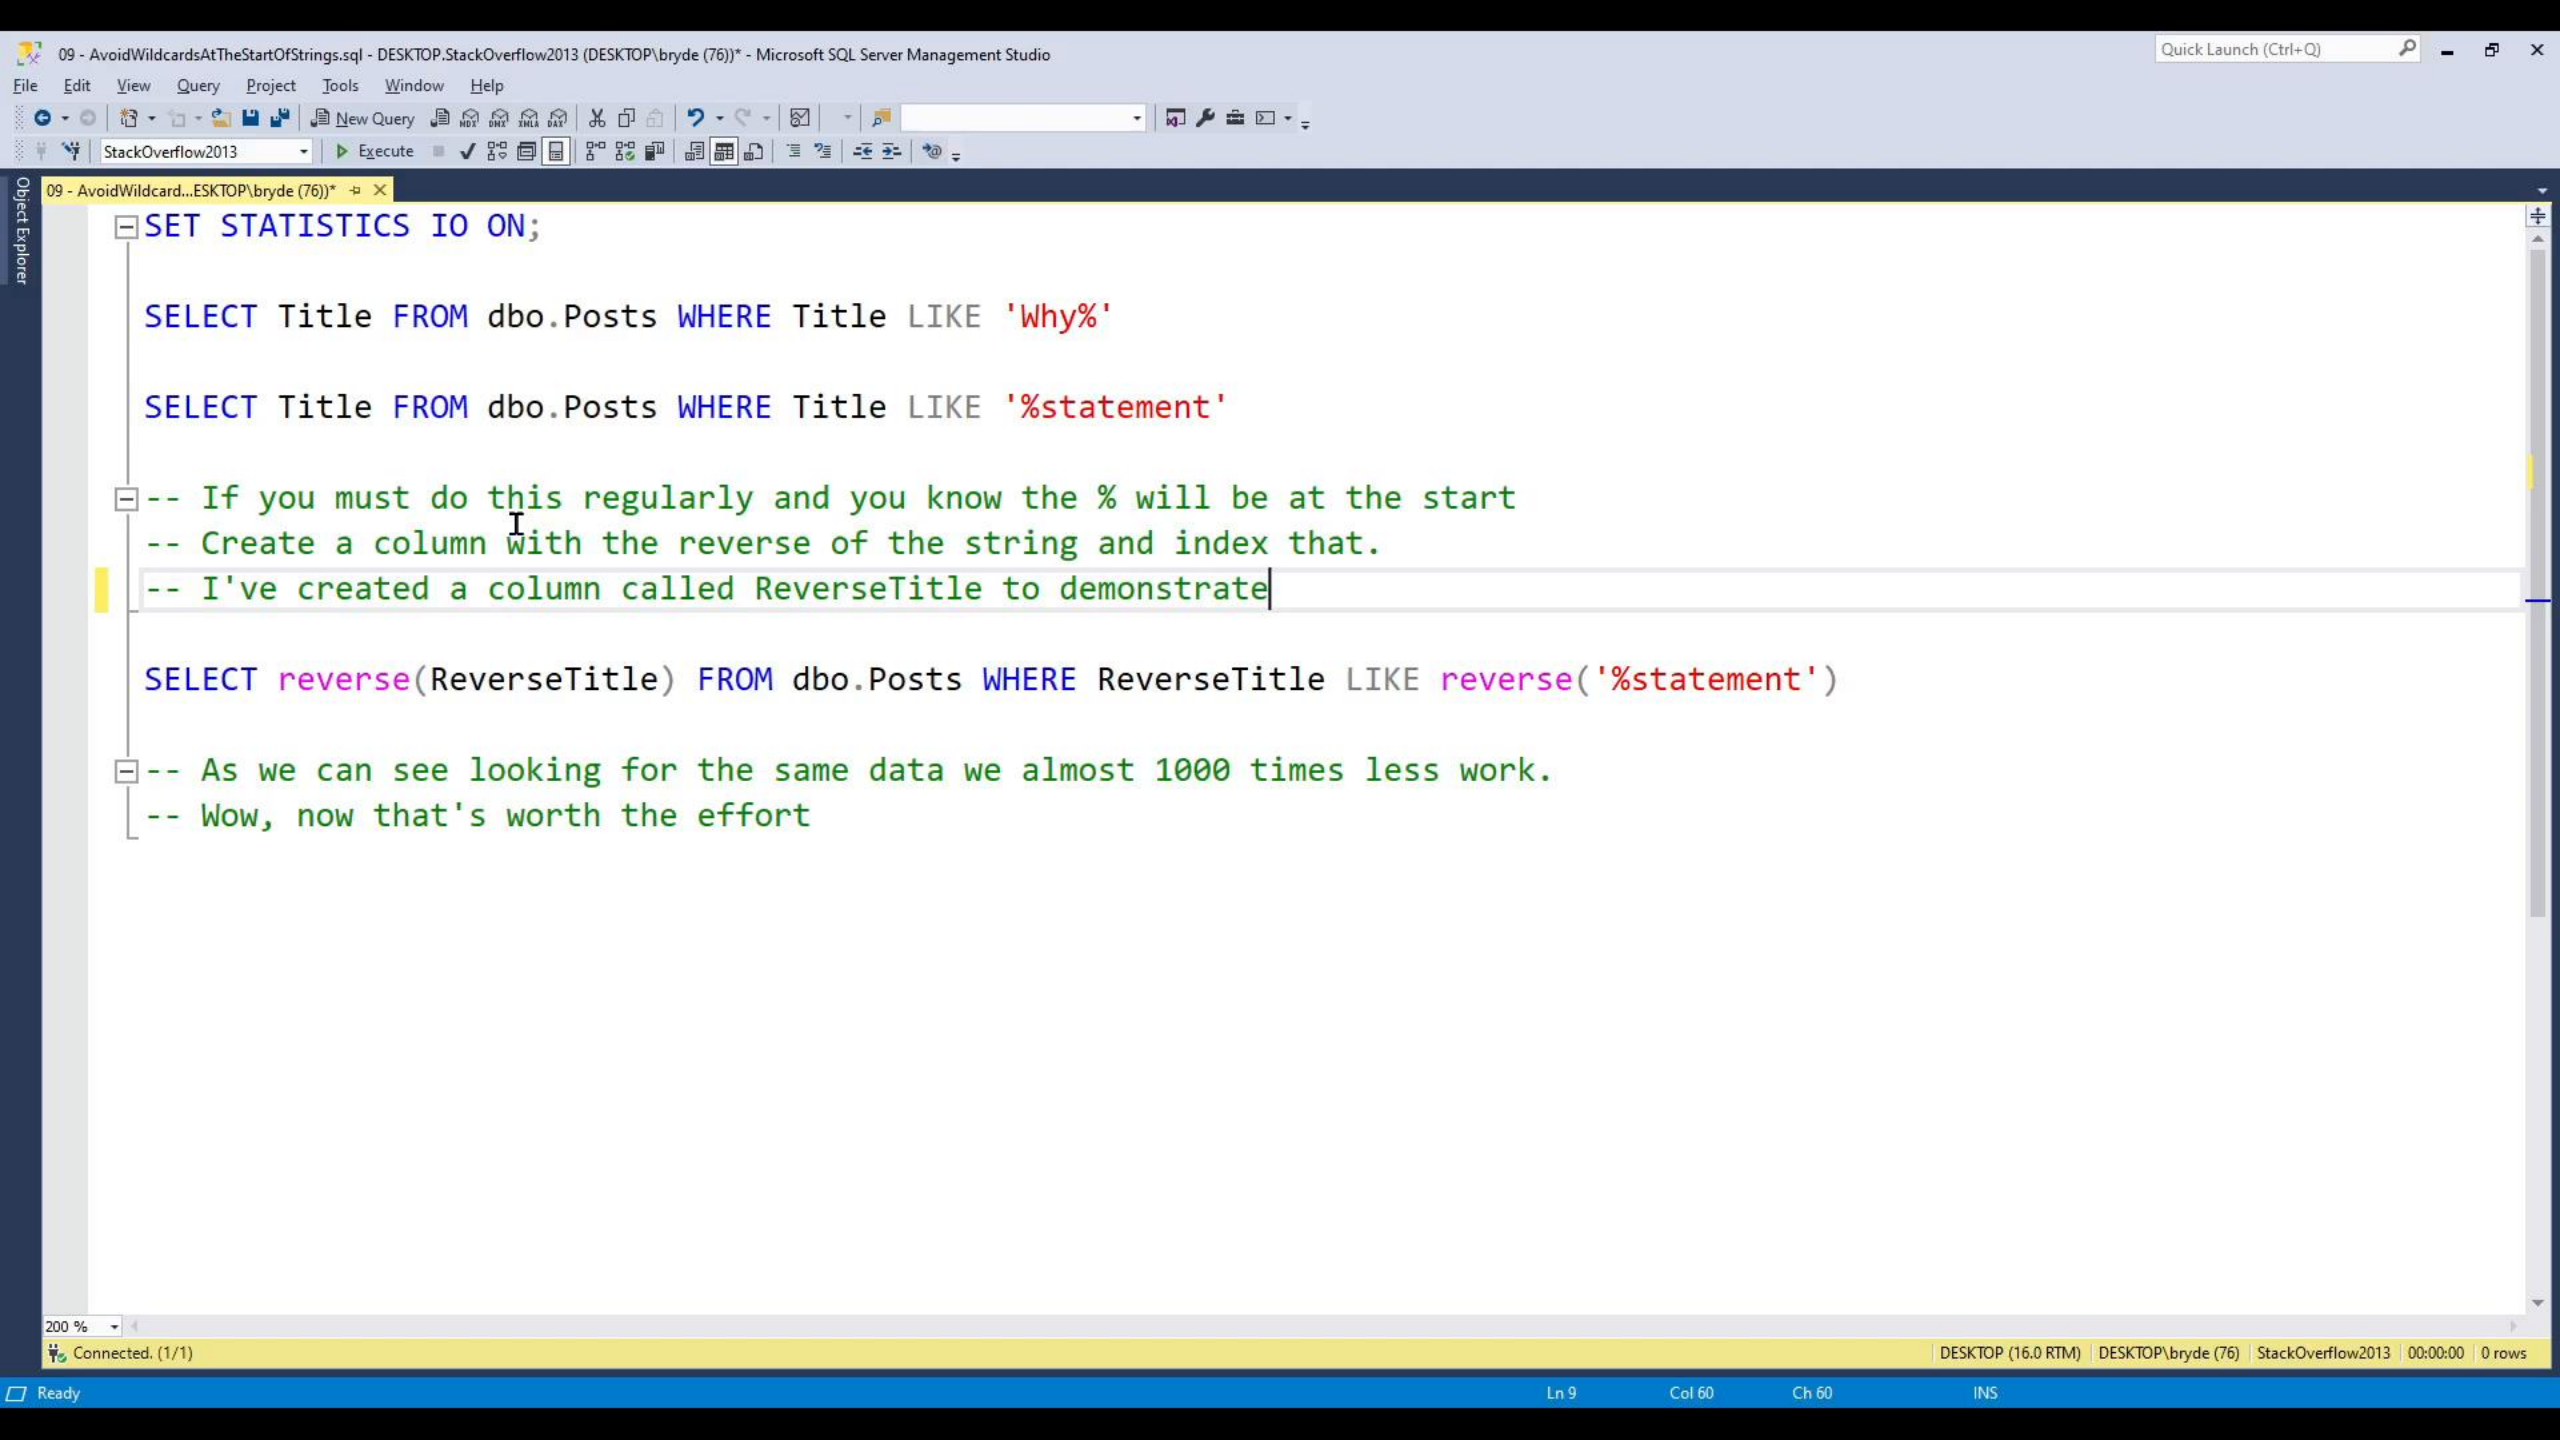 09 - AvoidWildcardsAtTheStartOfStrings.sql - DESKTOP.StackOverflow2013 (DESKTOP\bryde (76))* - Microsoft SQL Server Management Studio
Quick Launch (Ctrl+Q)
File Edit View Query Project Tools Window Help
New Query
StackOverflow2013
Execute
Object Explorer
09 - AvoidWildcard...ESKTOP\bryde (76))*
SET STATISTICS IO ON;
SELECT Title FROM dbo.Posts WHERE Title LIKE 'Why%'
SELECT Title FROM dbo.Posts WHERE Title LIKE '%statement'
-- If you must do this regularly and you know the % will be at the start
-- Create a column with the reverse of the string and index that.
-- I've created a column called ReverseTitle to demonstrate
SELECT reverse(ReverseTitle) FROM dbo.Posts WHERE ReverseTitle LIKE reverse('%statement')
-- As we can see looking for the same data we almost 1000 times less work.
-- Wow, now that's worth the effort
200 %
Connected. (1/1)
DESKTOP (16.0 RTM) DESKTOP\bryde (76) StackOverflow2013 00:00:00 0 rows
Ready
Ln 9 Col 60 Ch 60 INS